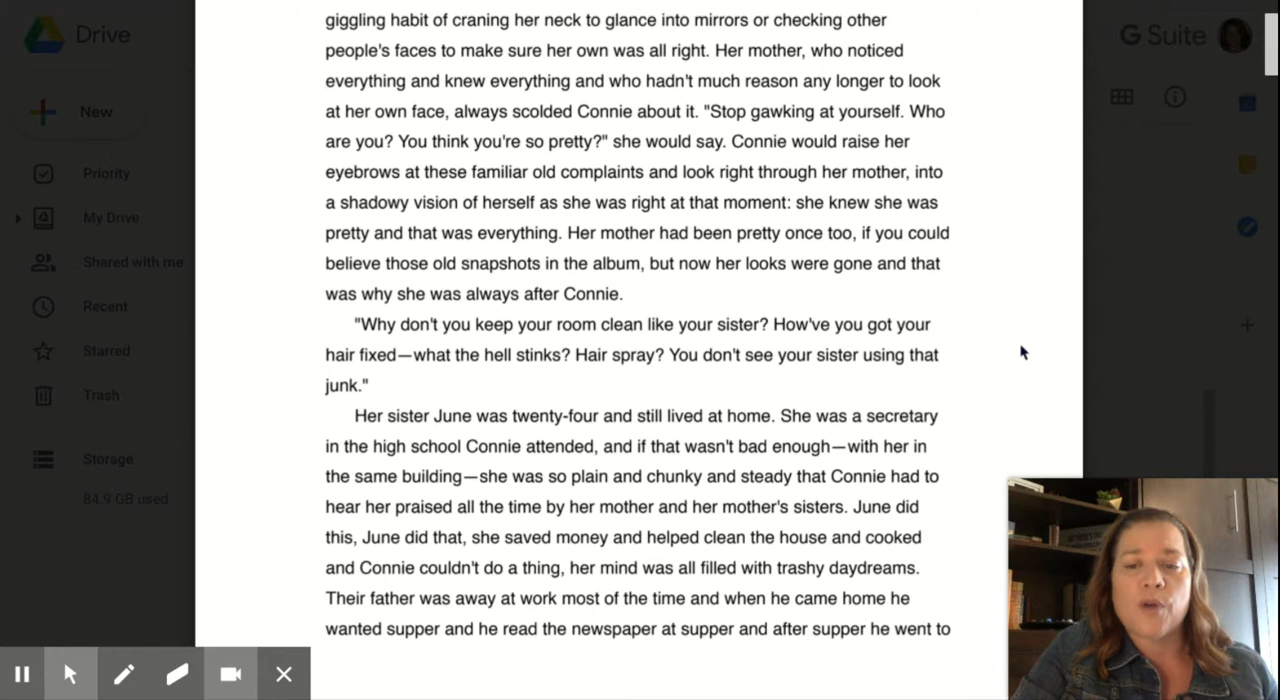 Drive
New
Priority
My Drive
Shared with me
Recent
Starred
Trash
Storage
84.9 GB used
giggling habit of craning her neck to glance into mirrors or checking other
people's faces to make sure her own was all right. Her mother, who noticed
everything and knew everything and who hadn't much reason any longer to look
at her own face, always scolded Connie about it. "Stop gawking at yourself. Who
are you? You think you're so pretty?" she would say. Connie would raise her
eyebrows at these familiar old complaints and look right through her mother, into
a shadowy vision of herself as she was right at that moment: she knew she was
pretty and that was everything. Her mother had been pretty once too, if you could
believe those old snapshots in the album, but now her looks were gone and that
was why she was always after Connie.
"Why don't you keep your room clean like your sister? How've you got your
hair fixed—what the hell stinks? Hair spray? You don't see your sister using that
junk."
Her sister June was twenty-four and still lived at home. She was a secretary
in the high school Connie attended, and if that wasn't bad enough—with her in
the same building—she was so plain and chunky and steady that Connie had to
hear her praised all the time by her mother and her mother's sisters. June did
this, June did that, she saved money and helped clean the house and cooked
and Connie couldn't do a thing, her mind was all filled with trashy daydreams.
Their father was away at work most of the time and when he came home he
wanted supper and he read the newspaper at supper and after supper he went to
G Suite